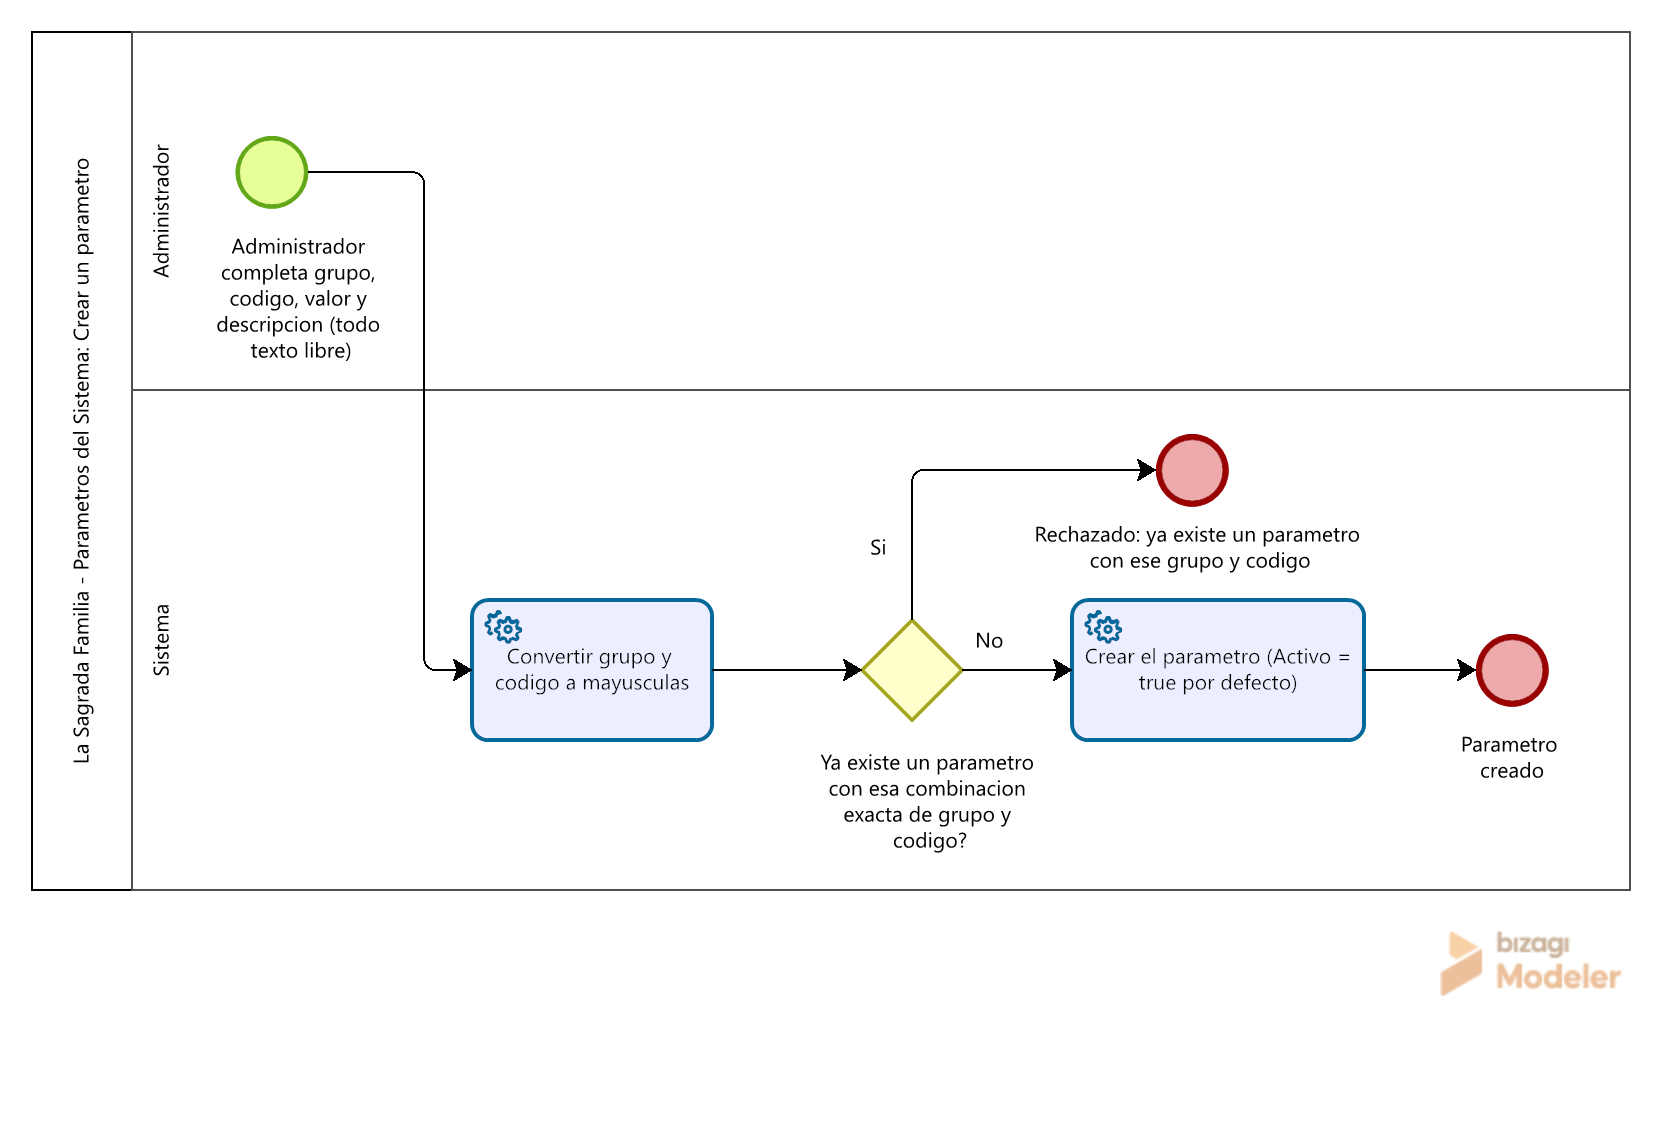 La Sagrada Familia - Parametros del Sistema: Crear un parametro
Administrador
Administrador
completa grupo,
codigo, valor y
descripcion (todo
texto libre)
Sistema
Convertir grupo y
codigo a mayusculas
Si
No
Ya existe un parametro
con esa combinacion
exacta de grupo y
codigo?
Rechazado: ya existe un parametro
con ese grupo y codigo
Crear el parametro (Activo =
true por defecto)
Parametro
creado
bizagi
Modeler